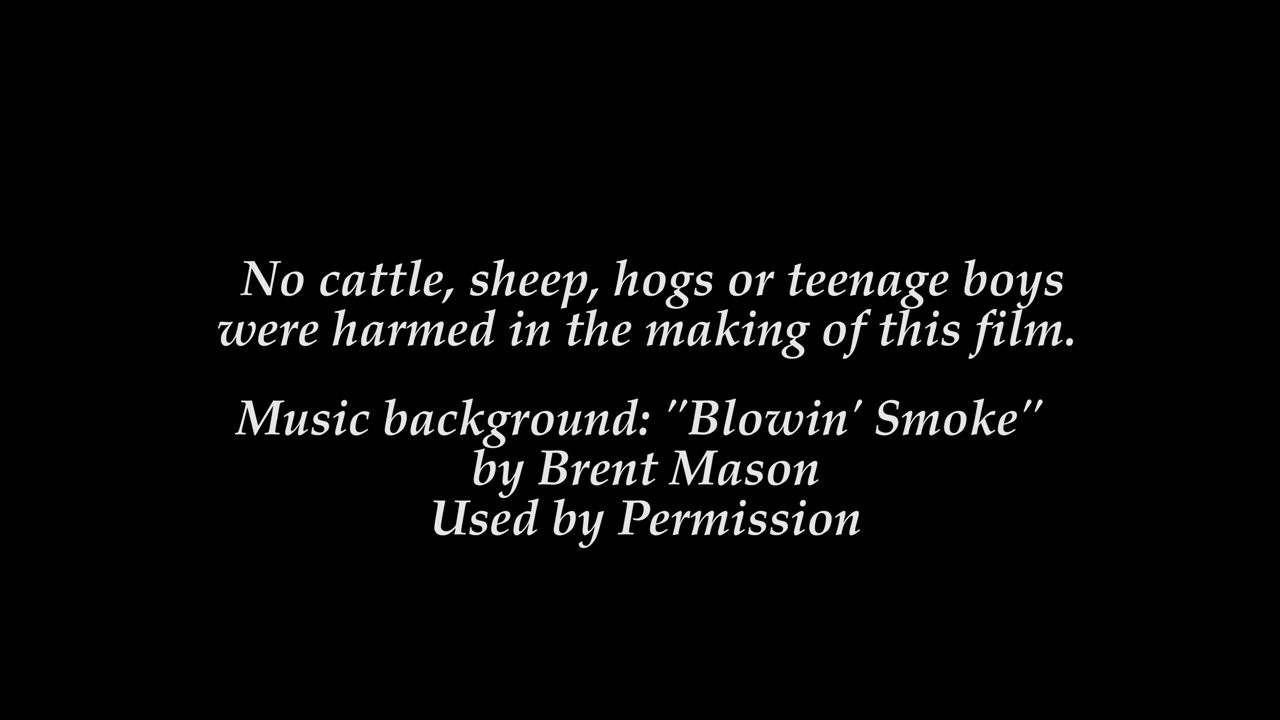 No cattle, sheep, hogs or teenage boys
were harmed in the making of this film.
Music background: "Blowin' Smoke"
by Brent Mason
Used by Permission